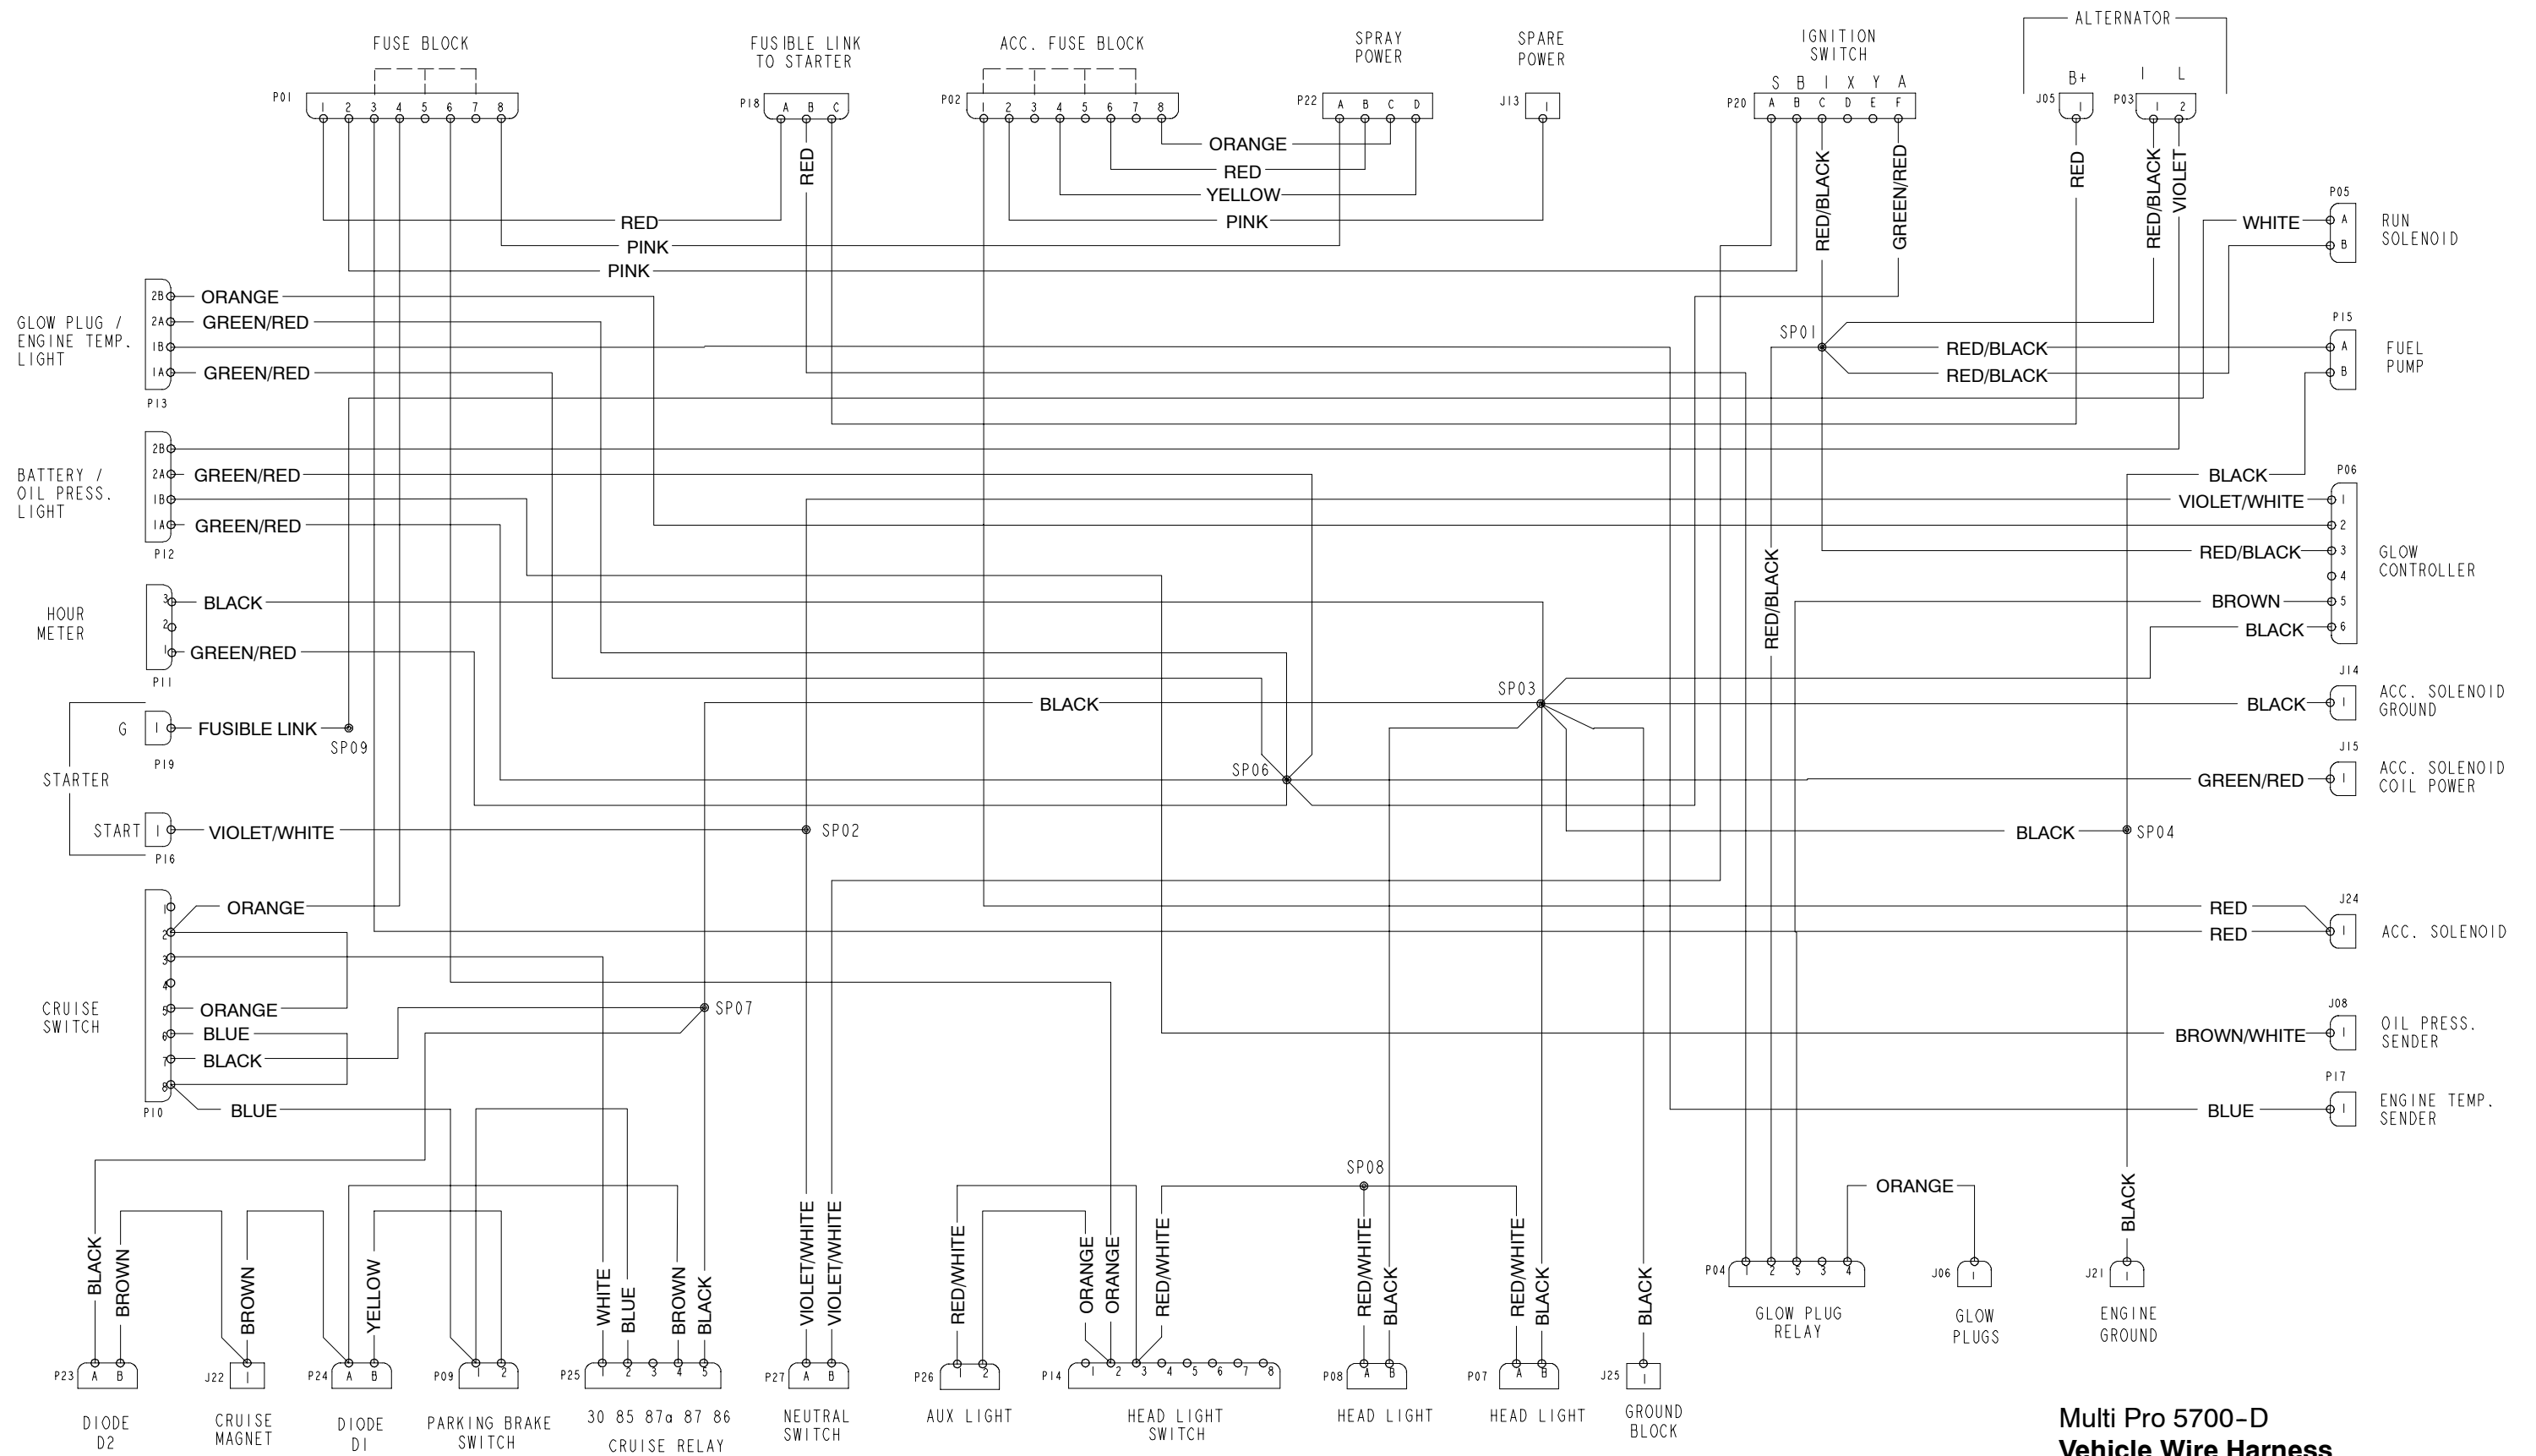 ALTERNATOR
FUSE BLOCK
FUSIBLE LINK
TO STARTER
ACC. FUSE BLOCK
SPRAY
POWER
SPARE
POWER
IGNITION
SWITCH
S B I X Y A
B+
I L
P01
1 2 3 4 5 6 7 8
P18
A B C
P02
1 2 3 4 5 6 7 8
P22
A B C D
J13
1
P20
A B C D E F
J05
1
P03
1 2
ORANGE
RED
YELLOW
PINK
RED
RED
PINK
PINK
RED/BLACK
GREEN/RED
RED
RED/BLACK
VIOLET
P05
A
B
WHITE
RUN
SOLENOID
GLOW PLUG /
ENGINE TEMP.
LIGHT
2B
2A
1B
1A
P13
ORANGE
GREEN/RED
GREEN/RED
SP01
RED/BLACK
RED/BLACK
P15
A
B
FUEL
PUMP
BATTERY /
OIL PRESS.
LIGHT
2B
2A
1B
1A
P12
GREEN/RED
GREEN/RED
BLACK
P06
VIOLET/WHITE
1
2
RED/BLACK
3
4
BROWN
5
BLACK
6
GLOW
CONTROLLER
RED/BLACK
HOUR
METER
3
2
1
P11
BLACK
GREEN/RED
SP03
BLACK
J14
BLACK
1
ACC. SOLENOID
GROUND
G
1
FUSIBLE LINK
SP09
P19
STARTER
SP06
J15
GREEN/RED
1
ACC. SOLENOID
COIL POWER
START
1
VIOLET/WHITE
P16
SP02
BLACK
SP04
CRUISE
SWITCH
1
2
3
4
5
6
7
8
P10
ORANGE
ORANGE
BLUE
BLACK
BLUE
SP07
J24
RED
RED
1
ACC. SOLENOID
J08
BROWN/WHITE
1
OIL PRESS.
SENDER
P17
BLUE
1
ENGINE TEMP.
SENDER
SP08
BLACK
BROWN
BROWN
YELLOW
WHITE
BLUE
BROWN
BLACK
VIOLET/WHITE
VIOLET/WHITE
RED/WHITE
ORANGE
ORANGE
RED/WHITE
RED/WHITE
BLACK
RED/WHITE
BLACK
BLACK
ORANGE
BLACK
P04
1 2 5 3 4
GLOW PLUG
RELAY
J06
1
GLOW
PLUGS
J21
1
ENGINE
GROUND
P23
A B
DIODE
D2
J22
1
CRUISE
MAGNET
P24
A B
DIODE
D1
P09
1 2
PARKING BRAKE
SWITCH
P25
1 2 3 4 5
30 85 87a 87 86
CRUISE RELAY
P27
A B
NEUTRAL
SWITCH
P26
1 2
AUX LIGHT
P14
1 2 3 4 5 6 7 8
HEAD LIGHT
SWITCH
P08
A B
HEAD LIGHT
P07
A B
HEAD LIGHT
J25
1
GROUND
BLOCK
Multi Pro 5700-D
Vehicle Wire Harness